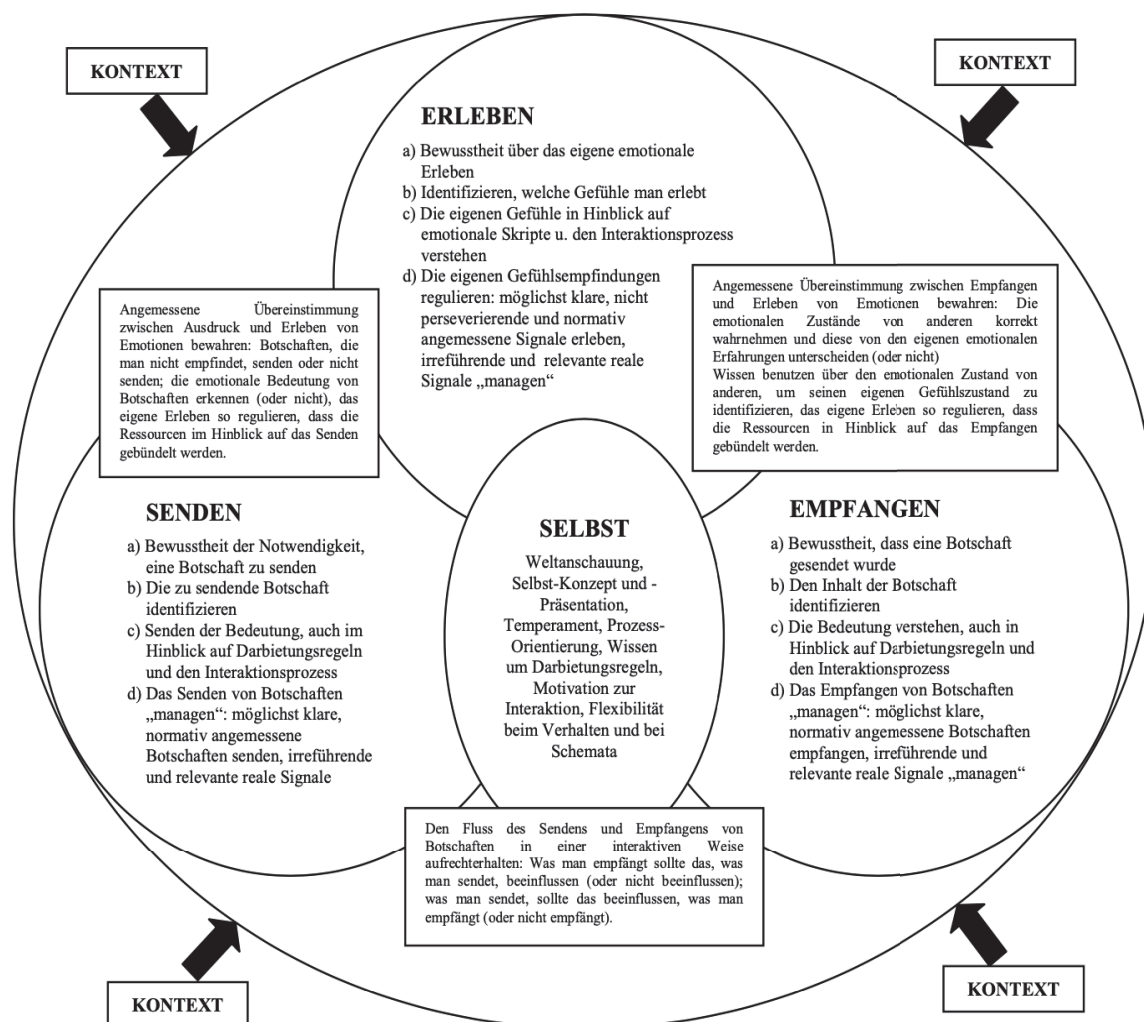 KONTEXT
KONTEXT
ERLEBEN
a) Bewusstheit über das eigene emotionale
Erleben
b) Identifizieren, welche Gefühle man erlebt
c) Die eigenen Gefühle in Hinblick auf
emotionale Skripte u. den Interaktionsprozess
verstehen
d) Die eigenen Gefühlsempfindungen
regulieren: möglichst klare, nicht
perseverierende und normativ
angemessene Signale erleben,
irreführende und relevante reale
Signale „managen“
Angemessene Übereinstimmung
zwischen Ausdruck und Erleben von
Emotionen bewahren: Botschaften, die
man nicht empfindet, senden oder nicht
senden; die emotionale Bedeutung von
Botschaften erkennen (oder nicht), das
eigene Erleben so regulieren, dass die
Ressourcen im Hinblick auf das Senden
gebündelt werden.
Angemessene Übereinstimmung zwischen Empfangen
und Erleben von Emotionen bewahren: Die
emotionalen Zustände von anderen korrekt
wahrnehmen und diese von den eigenen emotionalen
Erfahrungen unterscheiden (oder nicht)
Wissen benutzen über den emotionalen Zustand von
anderen, um seinen eigenen Gefühlszustand zu
identifizieren, das eigene Erleben so regulieren, dass
die Ressourcen in Hinblick auf das Empfangen
gebündelt werden.
SENDEN
a) Bewusstheit der Notwendigkeit,
eine Botschaft zu senden
b) Die zu sendende Botschaft
identifizieren
c) Senden der Bedeutung, auch im
Hinblick auf Darbietungsregeln
und den Interaktionsprozess
d) Das Senden von Botschaften
„managen“: möglichst klare,
normativ angemessene
Botschaften senden, irreführende
und relevante reale Signale
SELBST
Weltanschauung,
Selbst-Konzept und -
Präsentation,
Temperament, Prozess-
Orientierung, Wissen
um Darbietungsregeln,
Motivation zur
Interaktion, Flexibilität
beim Verhalten und bei
Schemata
EMPFANGEN
a) Bewusstheit, dass eine Botschaft
gesendet wurde
b) Den Inhalt der Botschaft
identifizieren
c) Die Bedeutung verstehen, auch in
Hinblick auf Darbietungsregeln und
den Interaktionsprozess
d) Das Empfangen von Botschaften
„managen“: möglichst klare,
normativ angemessene Botschaften
empfangen, irreführende und
relevante reale Signale „managen“
Den Fluss des Sendens und Empfangens von
Botschaften in einer interaktiven Weise
aufrechterhalten: Was man empfängt sollte das, was
man sendet, beeinflussen (oder nicht beeinflussen);
was man sendet, sollte das beeinflussen, was man
empfängt (oder nicht empfängt).
KONTEXT
KONTEXT